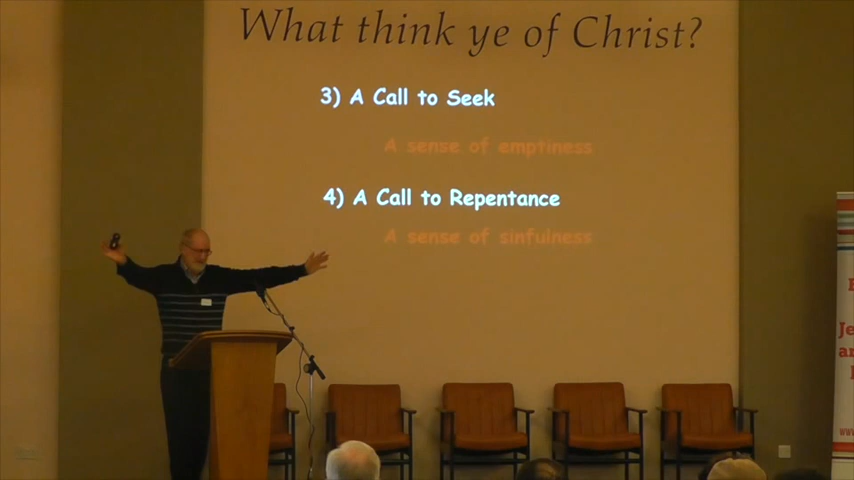 What think ye of Christ?
3) A Call to Seek
A sense of emptiness
4) A Call to Repentance
A sense of sinfulness